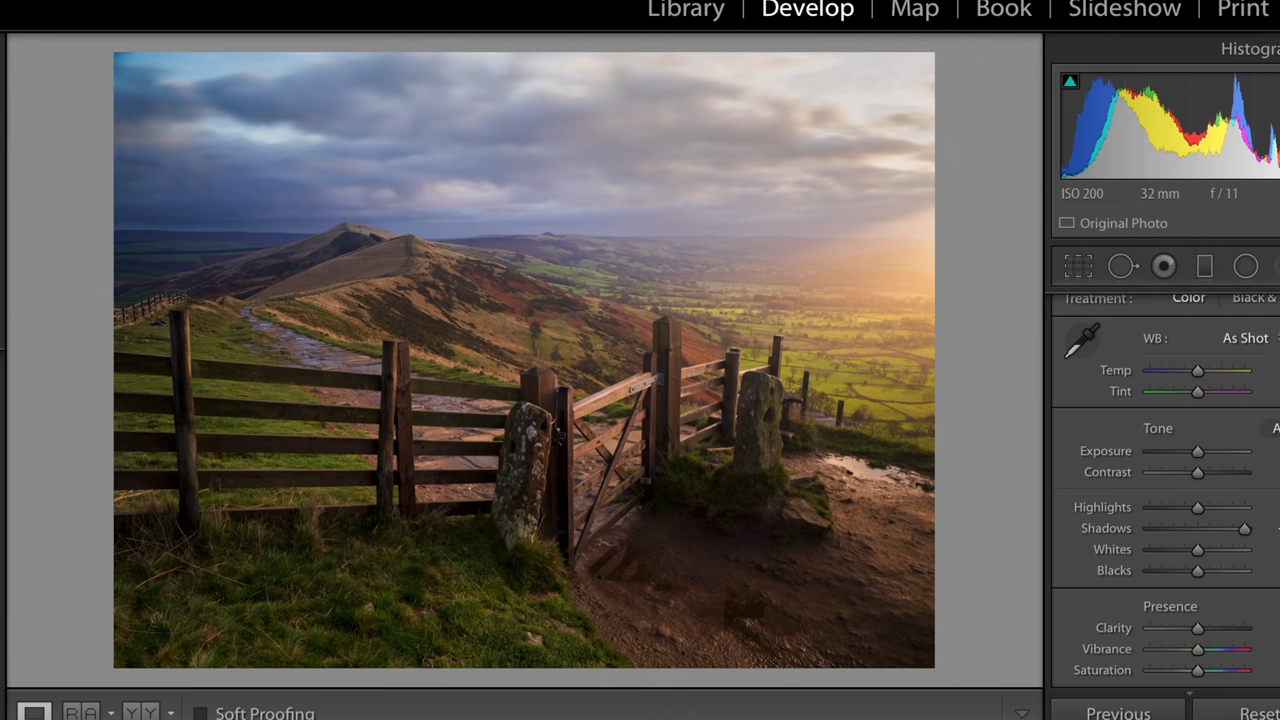 Library | Develop | Map | Book | Slideshow | Print
Histogra
ISO 200 32 mm f / 11
Original Photo
Treatment : Color Black &
WB : As Shot
Temp
Tint
Tone A
Exposure
Contrast
Highlights
Shadows
Whites
Blacks
Presence
Clarity
Vibrance
Saturation
R A Y Y Soft Proofing Previous Reset